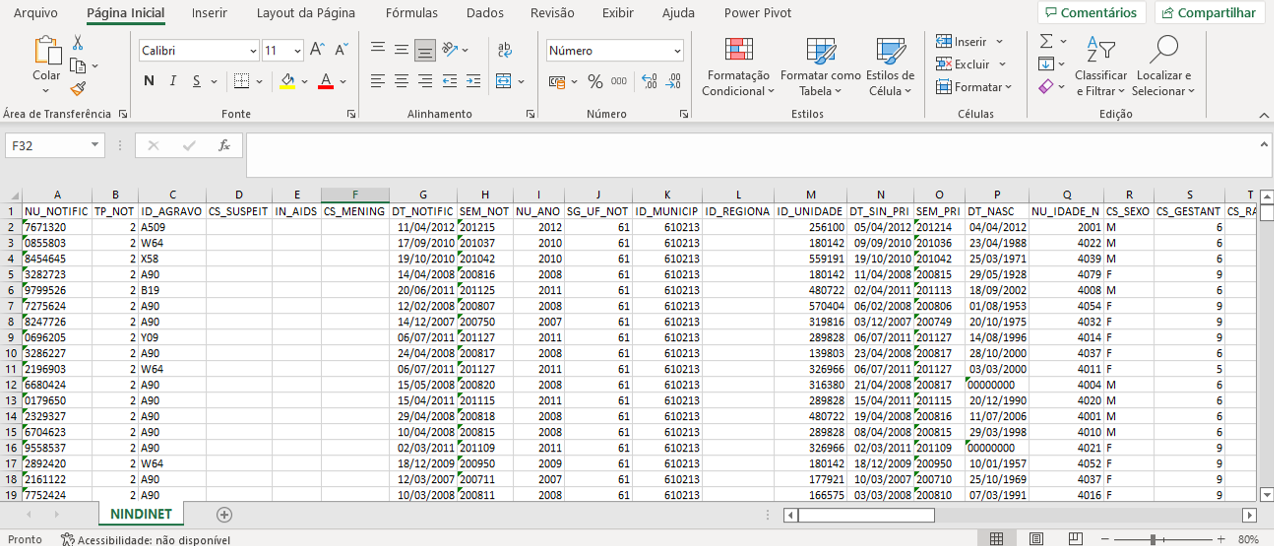 Arquivo Página Inicial Inserir Layout da Página Fórmulas Dados Revisão Exibir Ajuda Power Pivot Comentários Compartilhar
Colar
Calibri 11
N I S
ab
Número
% 000
Formatação Condicional
Formatar como Tabela
Estilos de Célula
Inserir
Excluir
Formatar
Classificar e Filtrar
Localizar e Selecionar
Área de Transferência Fonte Alinhamento Número Estilos Células Edição
F32 fx
A B C D E F G H I J K L M N O P Q R S T
1 NU_NOTIFIC TP_NOT ID_AGRAVO CS_SUSPEIT IN_AIDS CS_MENING DT_NOTIFIC SEM_NOT NU_ANO SG_UF_NOT ID_MUNICIP ID_REGIONA ID_UNIDADE DT_SIN_PRI SEM_PRI DT_NASC NU_IDADE_N CS_SEXO CS_GESTANT CS_RA
2 7671320 2 A509 11/04/2012 201215 2012 61 610213 256100 05/04/2012 201214 04/04/2012 2001 M 6
3 0855803 2 W64 17/09/2010 201037 2010 61 610213 180142 09/09/2010 201036 23/04/1988 4022 M 6
4 8454645 2 X58 19/10/2010 201042 2010 61 610213 559191 19/10/2010 201042 25/03/1971 4039 M 6
5 3282723 2 A90 14/04/2008 200816 2008 61 610213 180142 11/04/2008 200815 29/05/1928 4079 F 9
6 9799526 2 B19 20/06/2011 201125 2011 61 610213 480722 02/04/2011 201113 18/09/2002 4008 M 6
7 7275624 2 A90 12/02/2008 200807 2008 61 610213 570404 06/02/2008 200806 01/08/1953 4054 F 9
8 8247726 2 A90 14/12/2007 200750 2007 61 610213 319816 03/12/2007 200749 20/10/1975 4032 F 9
9 0696205 2 Y09 06/07/2011 201127 2011 61 610213 289828 06/07/2011 201127 14/08/1996 4014 F 9
10 3286227 2 A90 24/04/2008 200817 2008 61 610213 139803 23/04/2008 200817 28/10/2000 4037 F 6
11 2196903 2 W64 06/07/2011 201127 2011 61 610213 326966 06/07/2011 201127 03/03/2000 4011 F 5
12 6680424 2 A90 15/05/2008 200820 2008 61 610213 316380 21/04/2008 200817 00000000 4004 M 6
13 0179650 2 A90 15/04/2011 201115 2011 61 610213 289828 15/04/2011 201115 20/12/1990 4020 M 6
14 2329327 2 A90 29/04/2008 200818 2008 61 610213 480722 19/04/2008 200816 11/07/2006 4001 M 6
15 6704623 2 A90 10/04/2008 200815 2008 61 610213 289828 08/04/2008 200815 29/03/1998 4010 M 6
16 9558537 2 A90 02/03/2011 201109 2011 61 610213 326966 02/03/2011 201109 00000000 4021 F 9
17 2892420 2 W64 18/12/2009 200950 2009 61 610213 180142 18/12/2009 200950 10/01/1957 4052 F 9
18 2161122 2 A90 12/03/2007 200711 2007 61 610213 177921 10/03/2007 200710 25/10/1969 4037 F 9
19 7752424 2 A90 10/03/2008 200811 2008 61 610213 166575 03/03/2008 200810 07/03/1991 4016 F 9
NINDINET
Pronto Acessibilidade: não disponível 80%